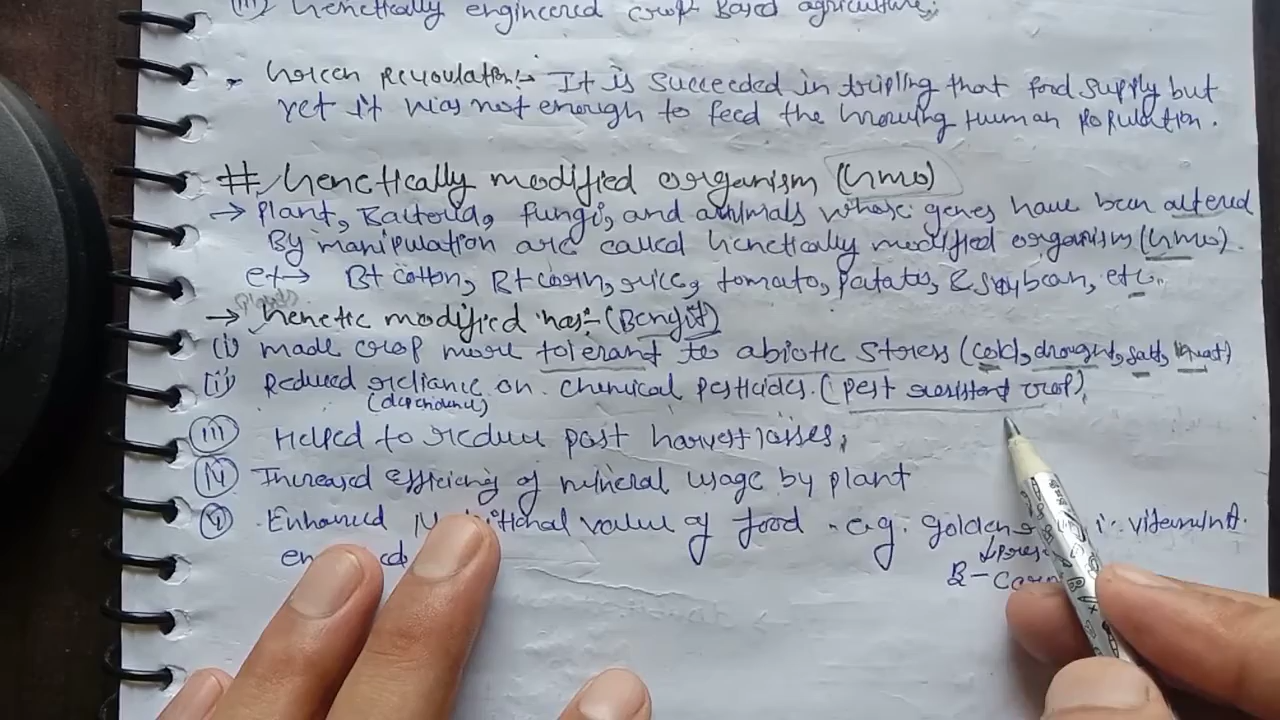 (iii) Genetically engineered crop Based agriculture;
Green Revolution:- It is succeeded in tripling that food supply but
yet it was not enough to feed the Growing Human population.
# Genetically modified organism (GMO)
→ Plant, Bacteria, fungi, and animals whose genes have been altered
By manipulation are called Genetically modified organism (GMO).
ex→ Bt cotton, Bt corn, rice, tomato, potato, & soybean, etc..
plants
→ Genetic modified has:- (Benefit)
(i) made crop more tolerant to abiotic stress (cold, drought, salt, heat)
(ii) Reduced reliance on chemical pesticides. (pest resistent crop),
(dependence)
(iii) Helped to reduce post harvest losses,
(iv) Increased efficiency of mineral usage by plant
(v) Enhanced value of food . e.g. golden vitamin A.